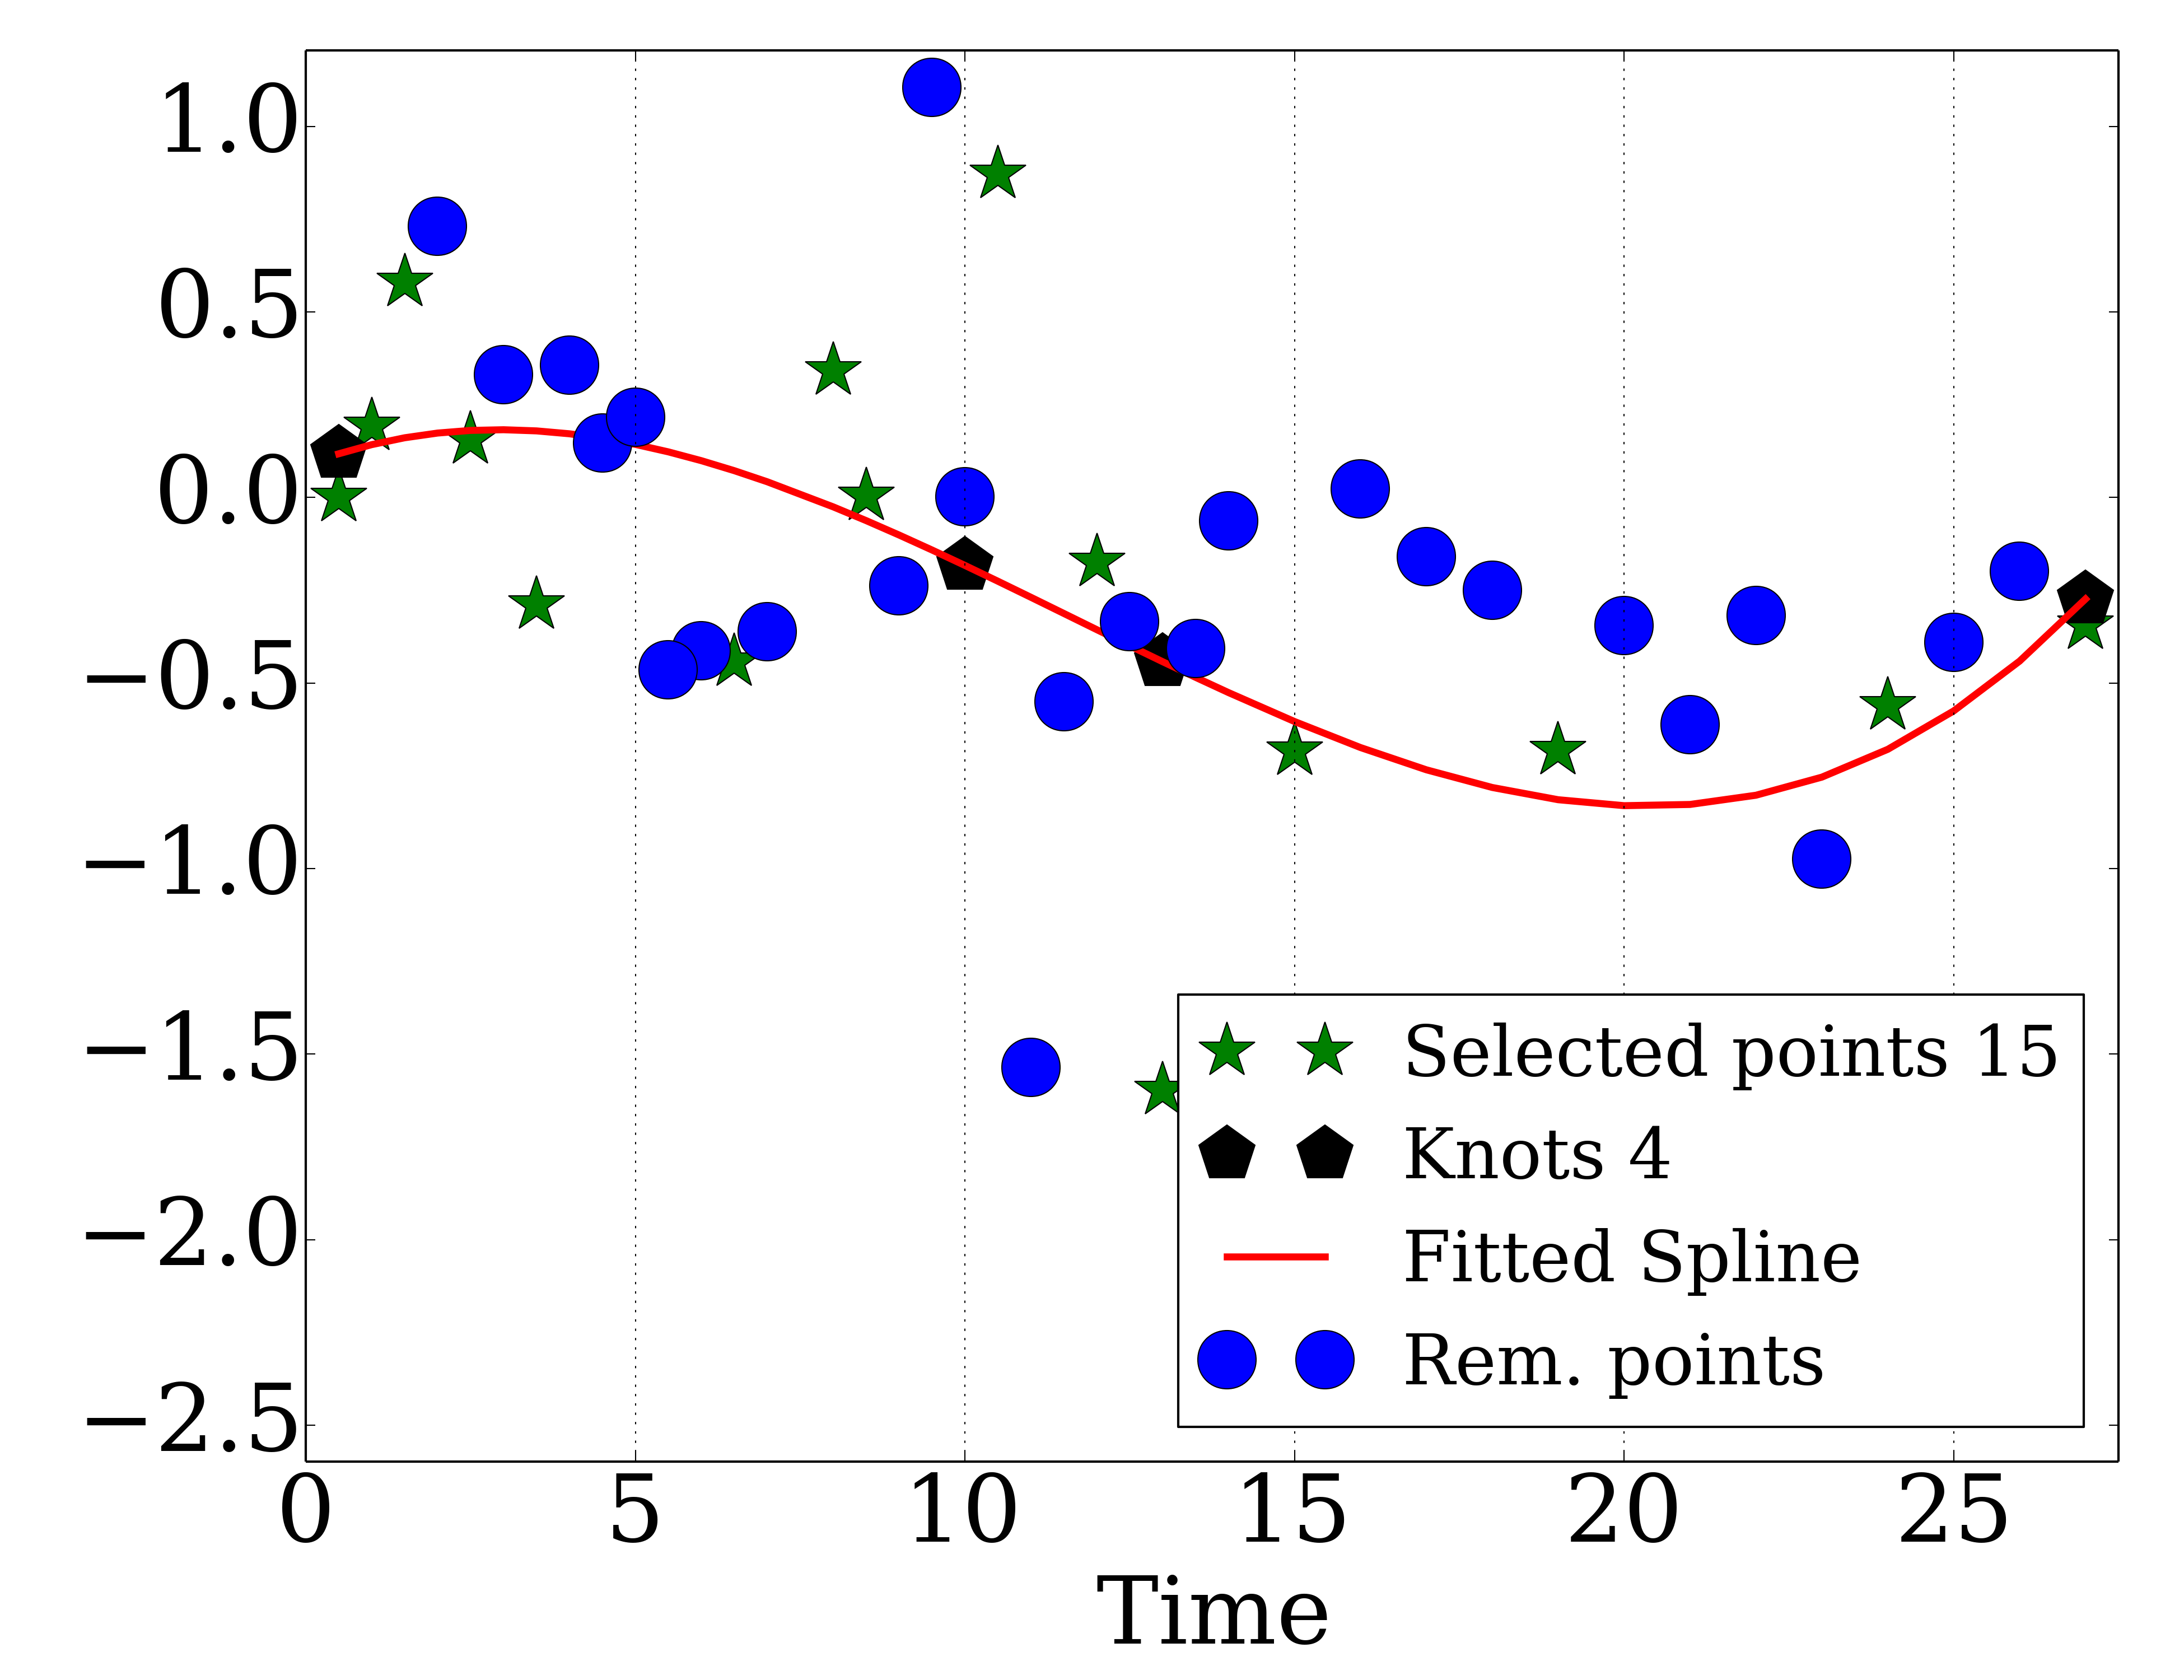 1.0
0.5
0.0
−0.5
−1.0
−1.5
−2.0
−2.5
Selected points 15
Knots 4
Fitted Spline
Rem. points
0 5 10 15 20 25
Time